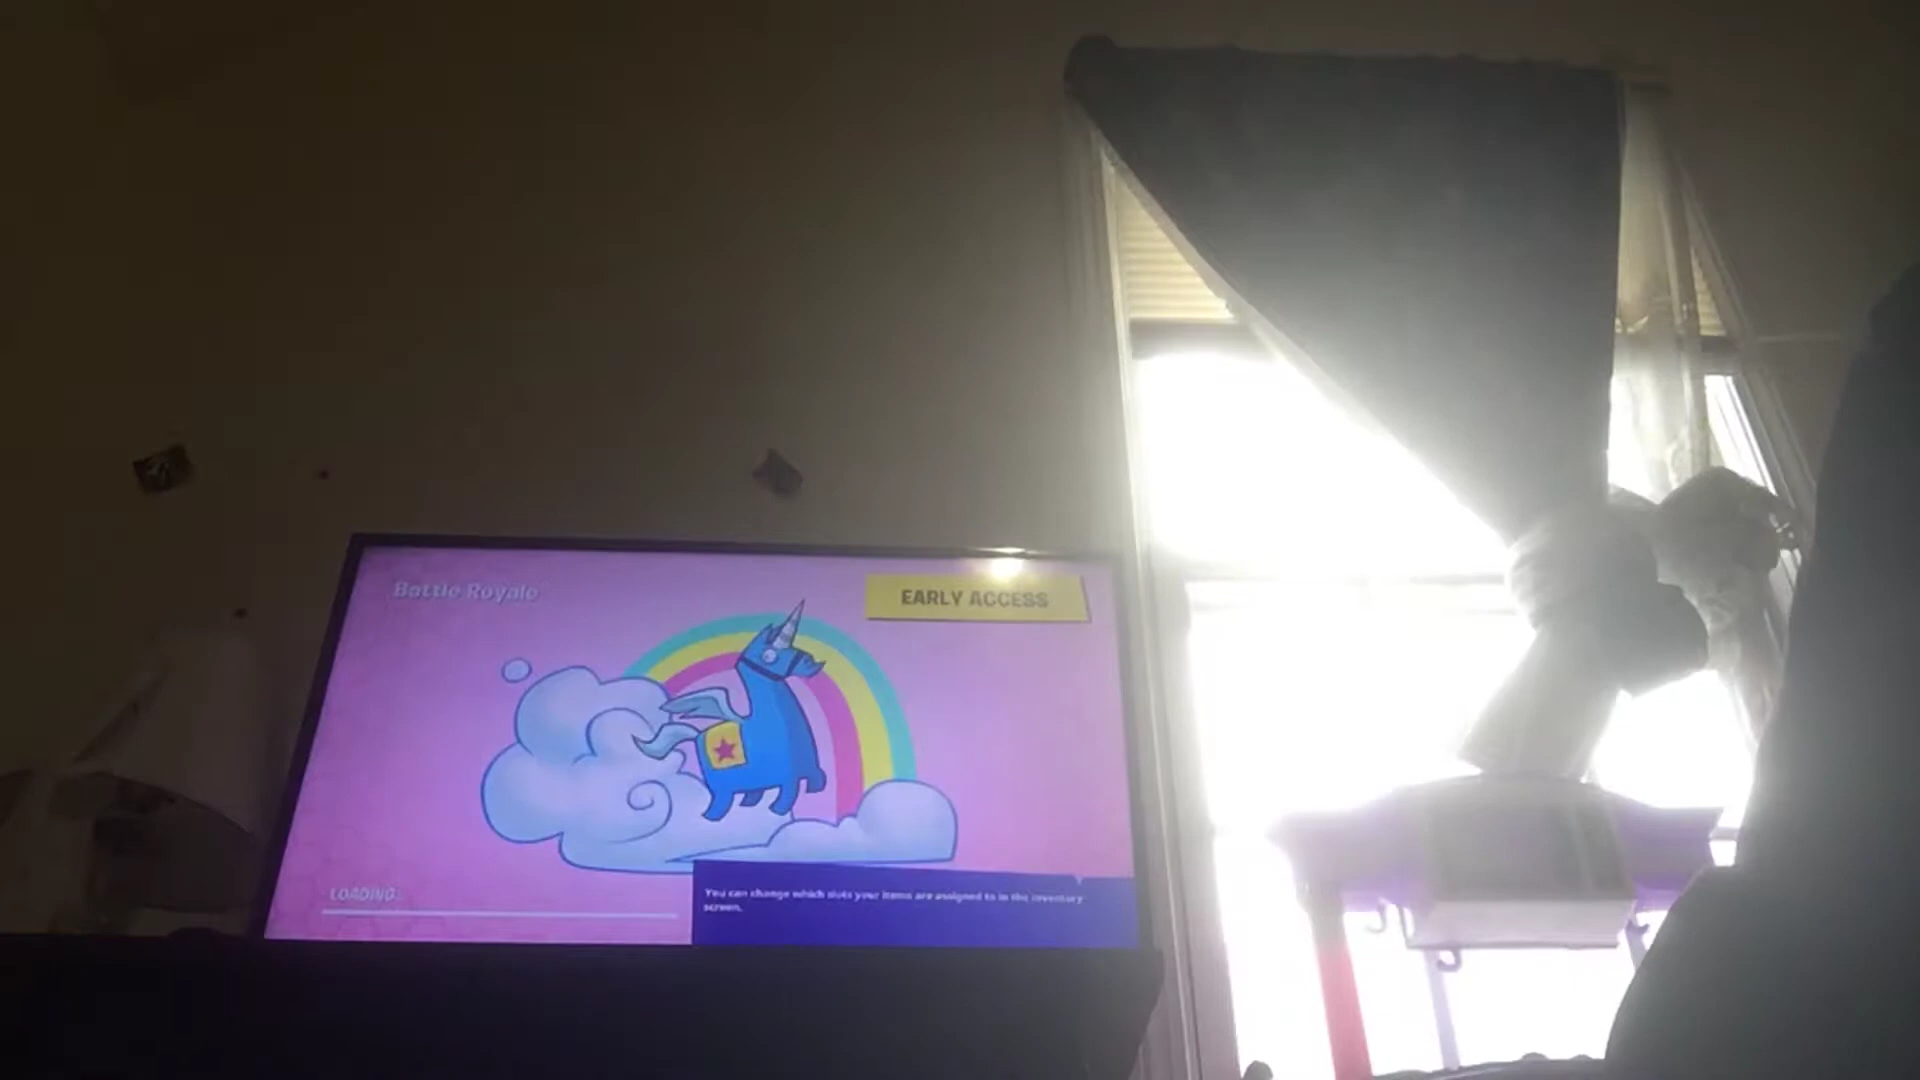 Battle Royale
EARLY ACCESS
LOADING...
You can change which slots your items are assigned to in the inventory
screen.